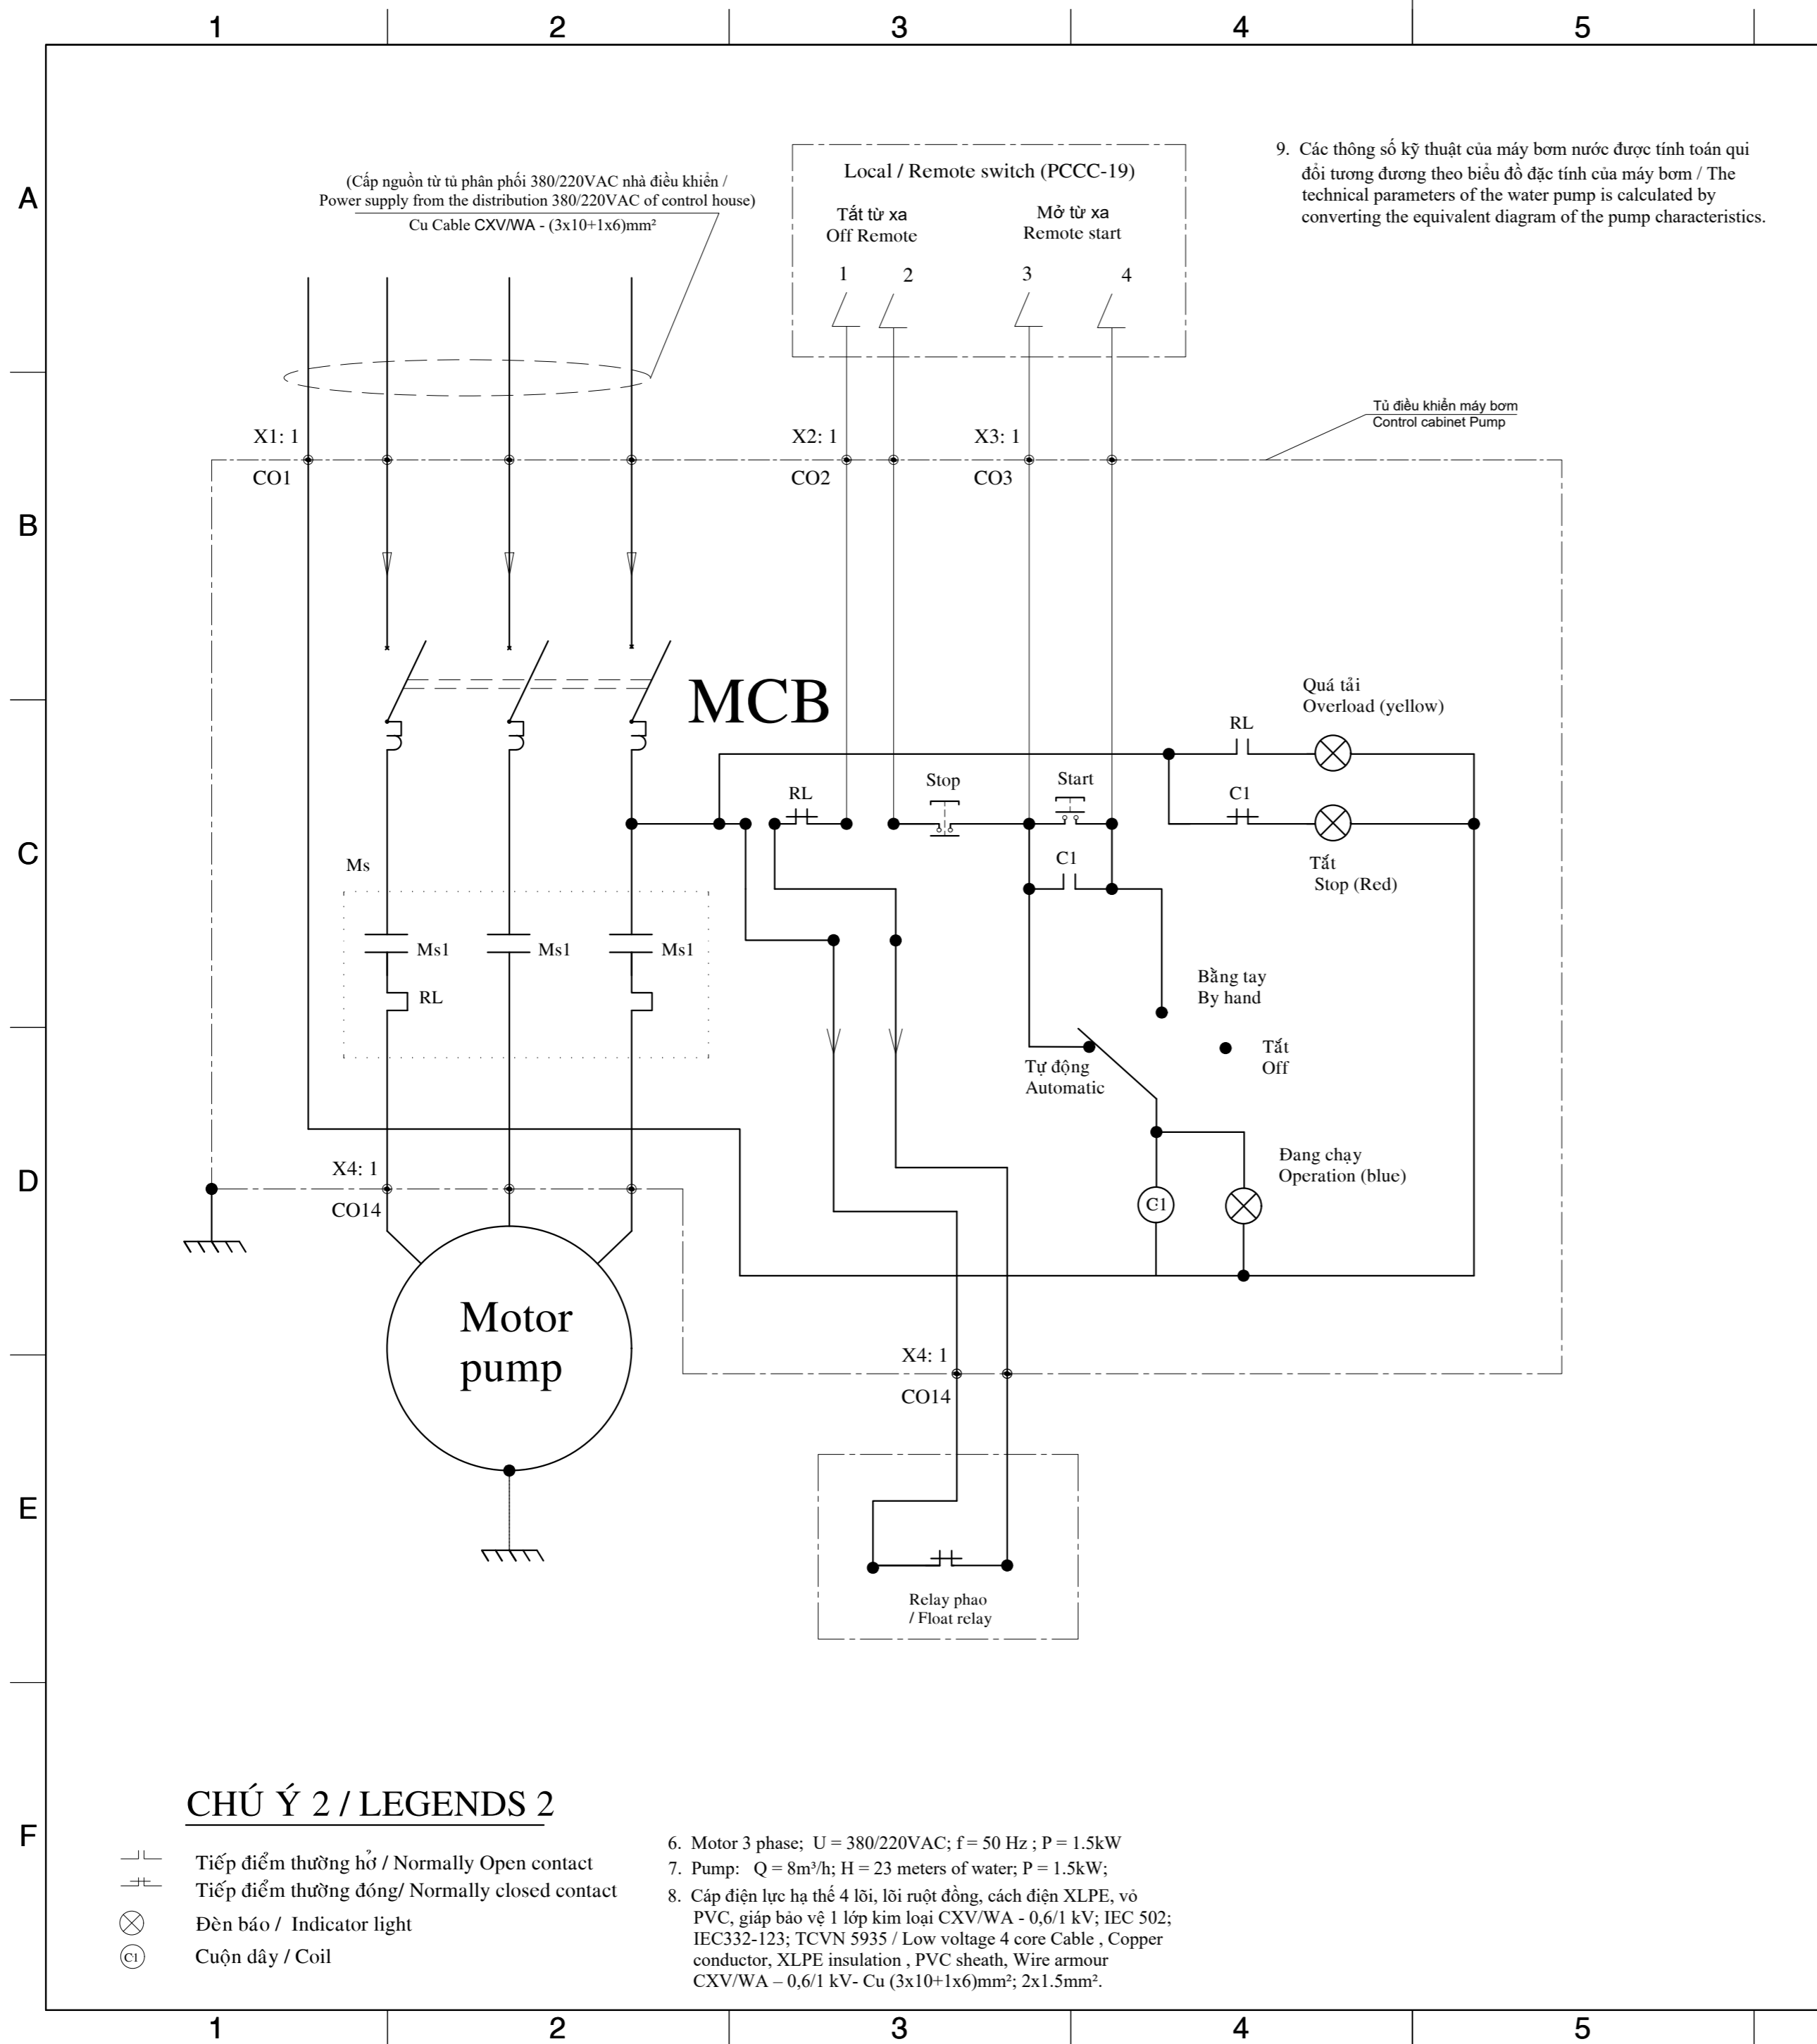 1 2 3 4 5
A
B
C
D
E
F
(Cấp nguồn từ tủ phân phối 380/220VAC nhà điều khiển /
Power supply from the distribution 380/220VAC of control house)
Cu Cable CXV/WA - (3x10+1x6)mm²
Local / Remote switch (PCCC-19)
Tắt từ xa
Off Remote
Mở từ xa
Remote start
1 2 3 4
9. Các thông số kỹ thuật của máy bơm nước được tính toán qui
đổi tương đương theo biểu đồ đặc tính của máy bơm / The
technical parameters of the water pump is calculated by
converting the equivalent diagram of the pump characteristics.
Tủ điều khiển máy bơm
Control cabinet Pump
X1: 1
CO1
X2: 1
CO2
X3: 1
CO3
MCB
Quá tải
Overload (yellow)
RL
RL
Stop
Start
C1
C1
Tắt
Stop (Red)
Ms
Ms1
Ms1
Ms1
RL
Bằng tay
By hand
Tắt
Off
Tự động
Automatic
Đang chạy
Operation (blue)
C1
X4: 1
CO14
Motor
pump
X4: 1
CO14
Relay phao
/ Float relay
CHÚ Ý 2 / LEGENDS 2
Tiếp điểm thường hở / Normally Open contact
Tiếp điểm thường đóng/ Normally closed contact
Đèn báo / Indicator light
C1 Cuộn dây / Coil
6. Motor 3 phase; U = 380/220VAC; f = 50 Hz ; P = 1.5kW
7. Pump: Q = 8m³/h; H = 23 meters of water; P = 1.5kW;
8. Cáp điện lực hạ thế 4 lõi, lõi ruột đồng, cách điện XLPE, vỏ
PVC, giáp bảo vệ 1 lớp kim loại CXV/WA - 0,6/1 kV; IEC 502;
IEC332-123; TCVN 5935 / Low voltage 4 core Cable , Copper
conductor, XLPE insulation , PVC sheath, Wire armour
CXV/WA – 0,6/1 kV- Cu (3x10+1x6)mm²; 2x1.5mm².
1 2 3 4 5